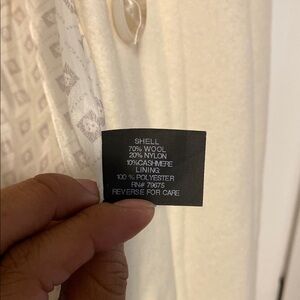 SHELL
70% WOOL
20% NYLON
10%CASHMERE
LINING
100 % POLYESTER
RN# 79675
REVERSE FOR CARE